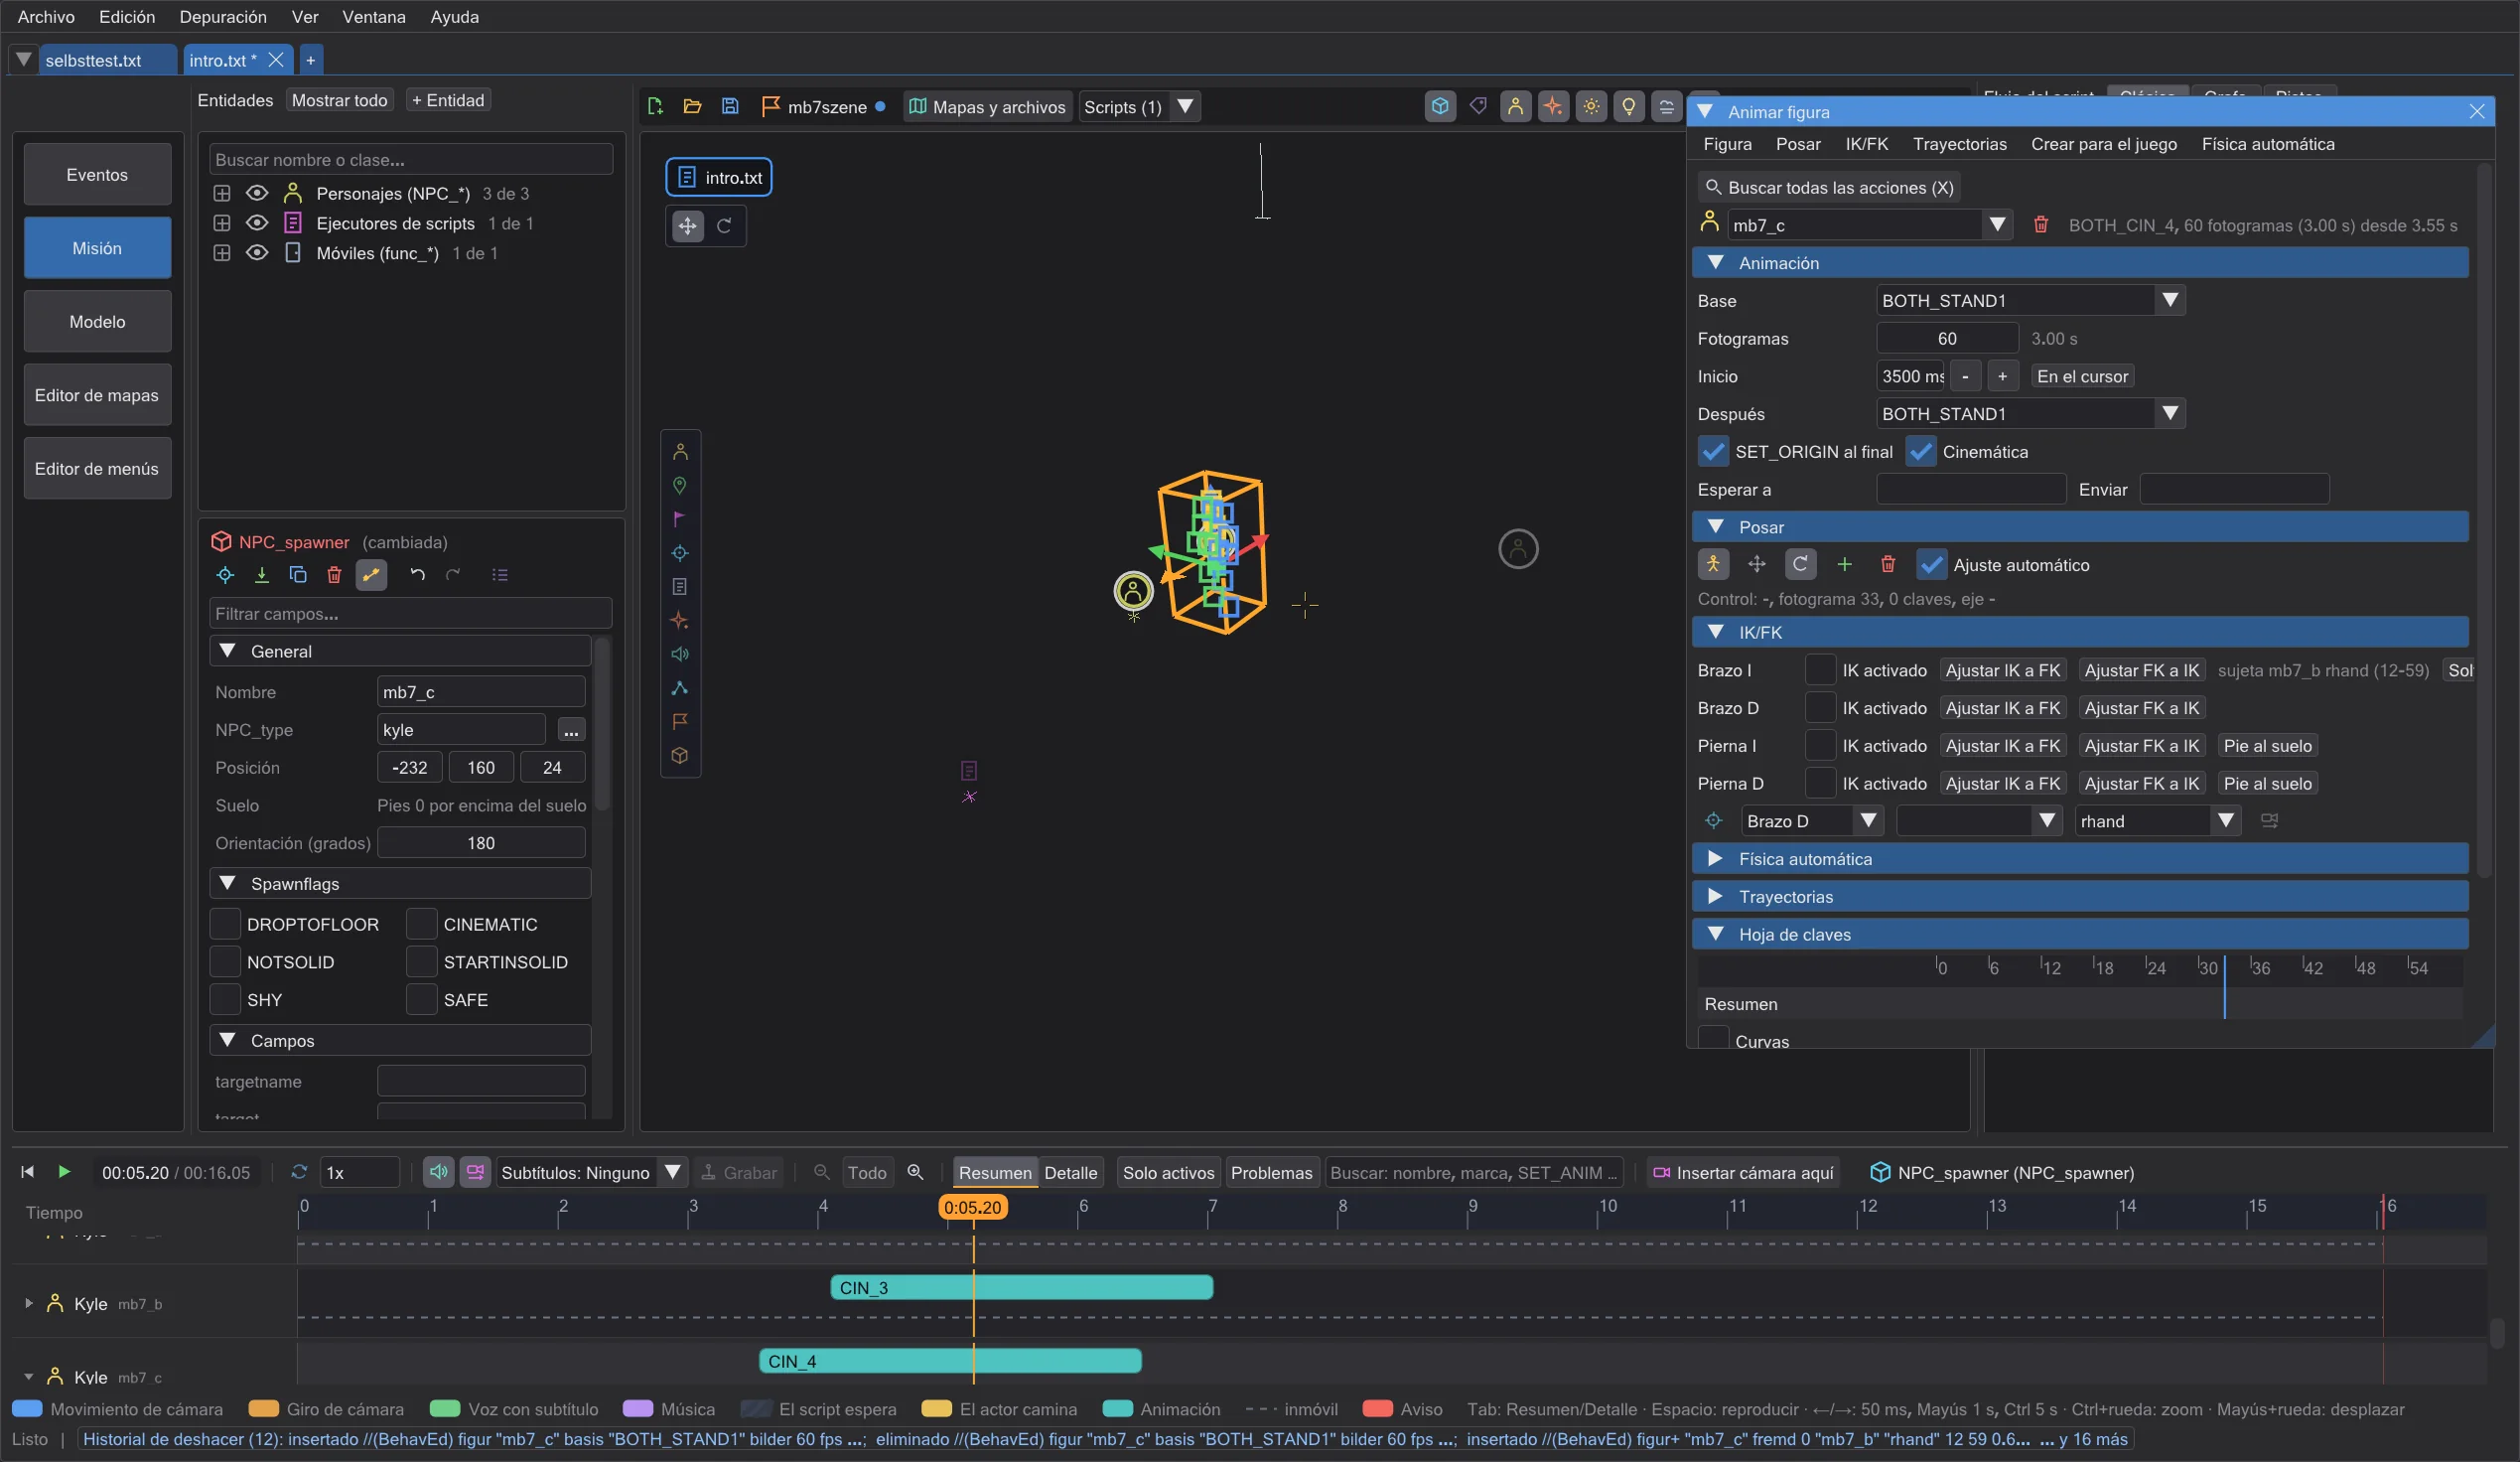 Archivo Edición Depuración Ver Ventana Ayuda
selbsttest.txt intro.txt * +
Entidades Mostrar todo + Entidad
mb7szene Mapas y archivos Scripts (1)
Eventos
Misión
Modelo
Editor de mapas
Editor de menús
Buscar nombre o clase...
Personajes (NPC_*) 3 de 3
Ejecutores de scripts 1 de 1
Móviles (func_*) 1 de 1
NPC_spawner (cambiada)
Filtrar campos...
General
Nombre mb7_c
NPC_type kyle ...
Posición -232 160 24
Suelo Pies 0 por encima del suelo
Orientación (grados) 180
Spawnflags
DROPTOFLOOR CINEMATIC
NOTSOLID STARTINSOLID
SHY SAFE
Campos
targetname
target
intro.txt
Animar figura
Figura Posar IK/FK Trayectorias Crear para el juego Física automática
Buscar todas las acciones (X)
mb7_c BOTH_CIN_4, 60 fotogramas (3.00 s) desde 3.55 s
Animación
Base BOTH_STAND1
Fotogramas 60 3.00 s
Inicio 3500 ms - + En el cursor
Después BOTH_STAND1
SET_ORIGIN al final Cinemática
Esperar a Enviar
Posar
Ajuste automático
Control: -, fotograma 33, 0 claves, eje -
IK/FK
Brazo I IK activado Ajustar IK a FK Ajustar FK a IK sujeta mb7_b rhand (12-59) Sol
Brazo D IK activado Ajustar IK a FK Ajustar FK a IK
Pierna I IK activado Ajustar IK a FK Ajustar FK a IK Pie al suelo
Pierna D IK activado Ajustar IK a FK Ajustar FK a IK Pie al suelo
Brazo D rhand
Física automática
Trayectorias
Hoja de claves
0 6 12 18 24 30 36 42 48 54
Resumen
Curvas
00:05.20 / 00:16.05 1x Subtítulos: Ninguno Grabar Todo Resumen Detalle Solo activos Problemas Buscar: nombre, marca, SET_ANIM ... Insertar cámara aquí NPC_spawner (NPC_spawner)
Tiempo 0 1 2 3 4 0:05.20 6 7 8 9 10 11 12 13 14 15 16
CIN_3
Kyle mb7_b
CIN_4
Kyle mb7_c
Movimiento de cámara Giro de cámara Voz con subtítulo Música El script espera El actor camina Animación inmóvil Aviso Tab: Resumen/Detalle · Espacio: reproducir · ←/→: 50 ms, Mayús 1 s, Ctrl 5 s · Ctrl+rueda: zoom · Mayús+rueda: desplazar
Listo | Historial de deshacer (12): insertado //(BehavEd) figur "mb7_c" basis "BOTH_STAND1" bilder 60 fps ...; eliminado //(BehavEd) figur "mb7_c" basis "BOTH_STAND1" bilder 60 fps ...; insertado //(BehavEd) figur+ "mb7_c" fremd 0 "mb7_b" "rhand" 12 59 0.6... ... y 16 más